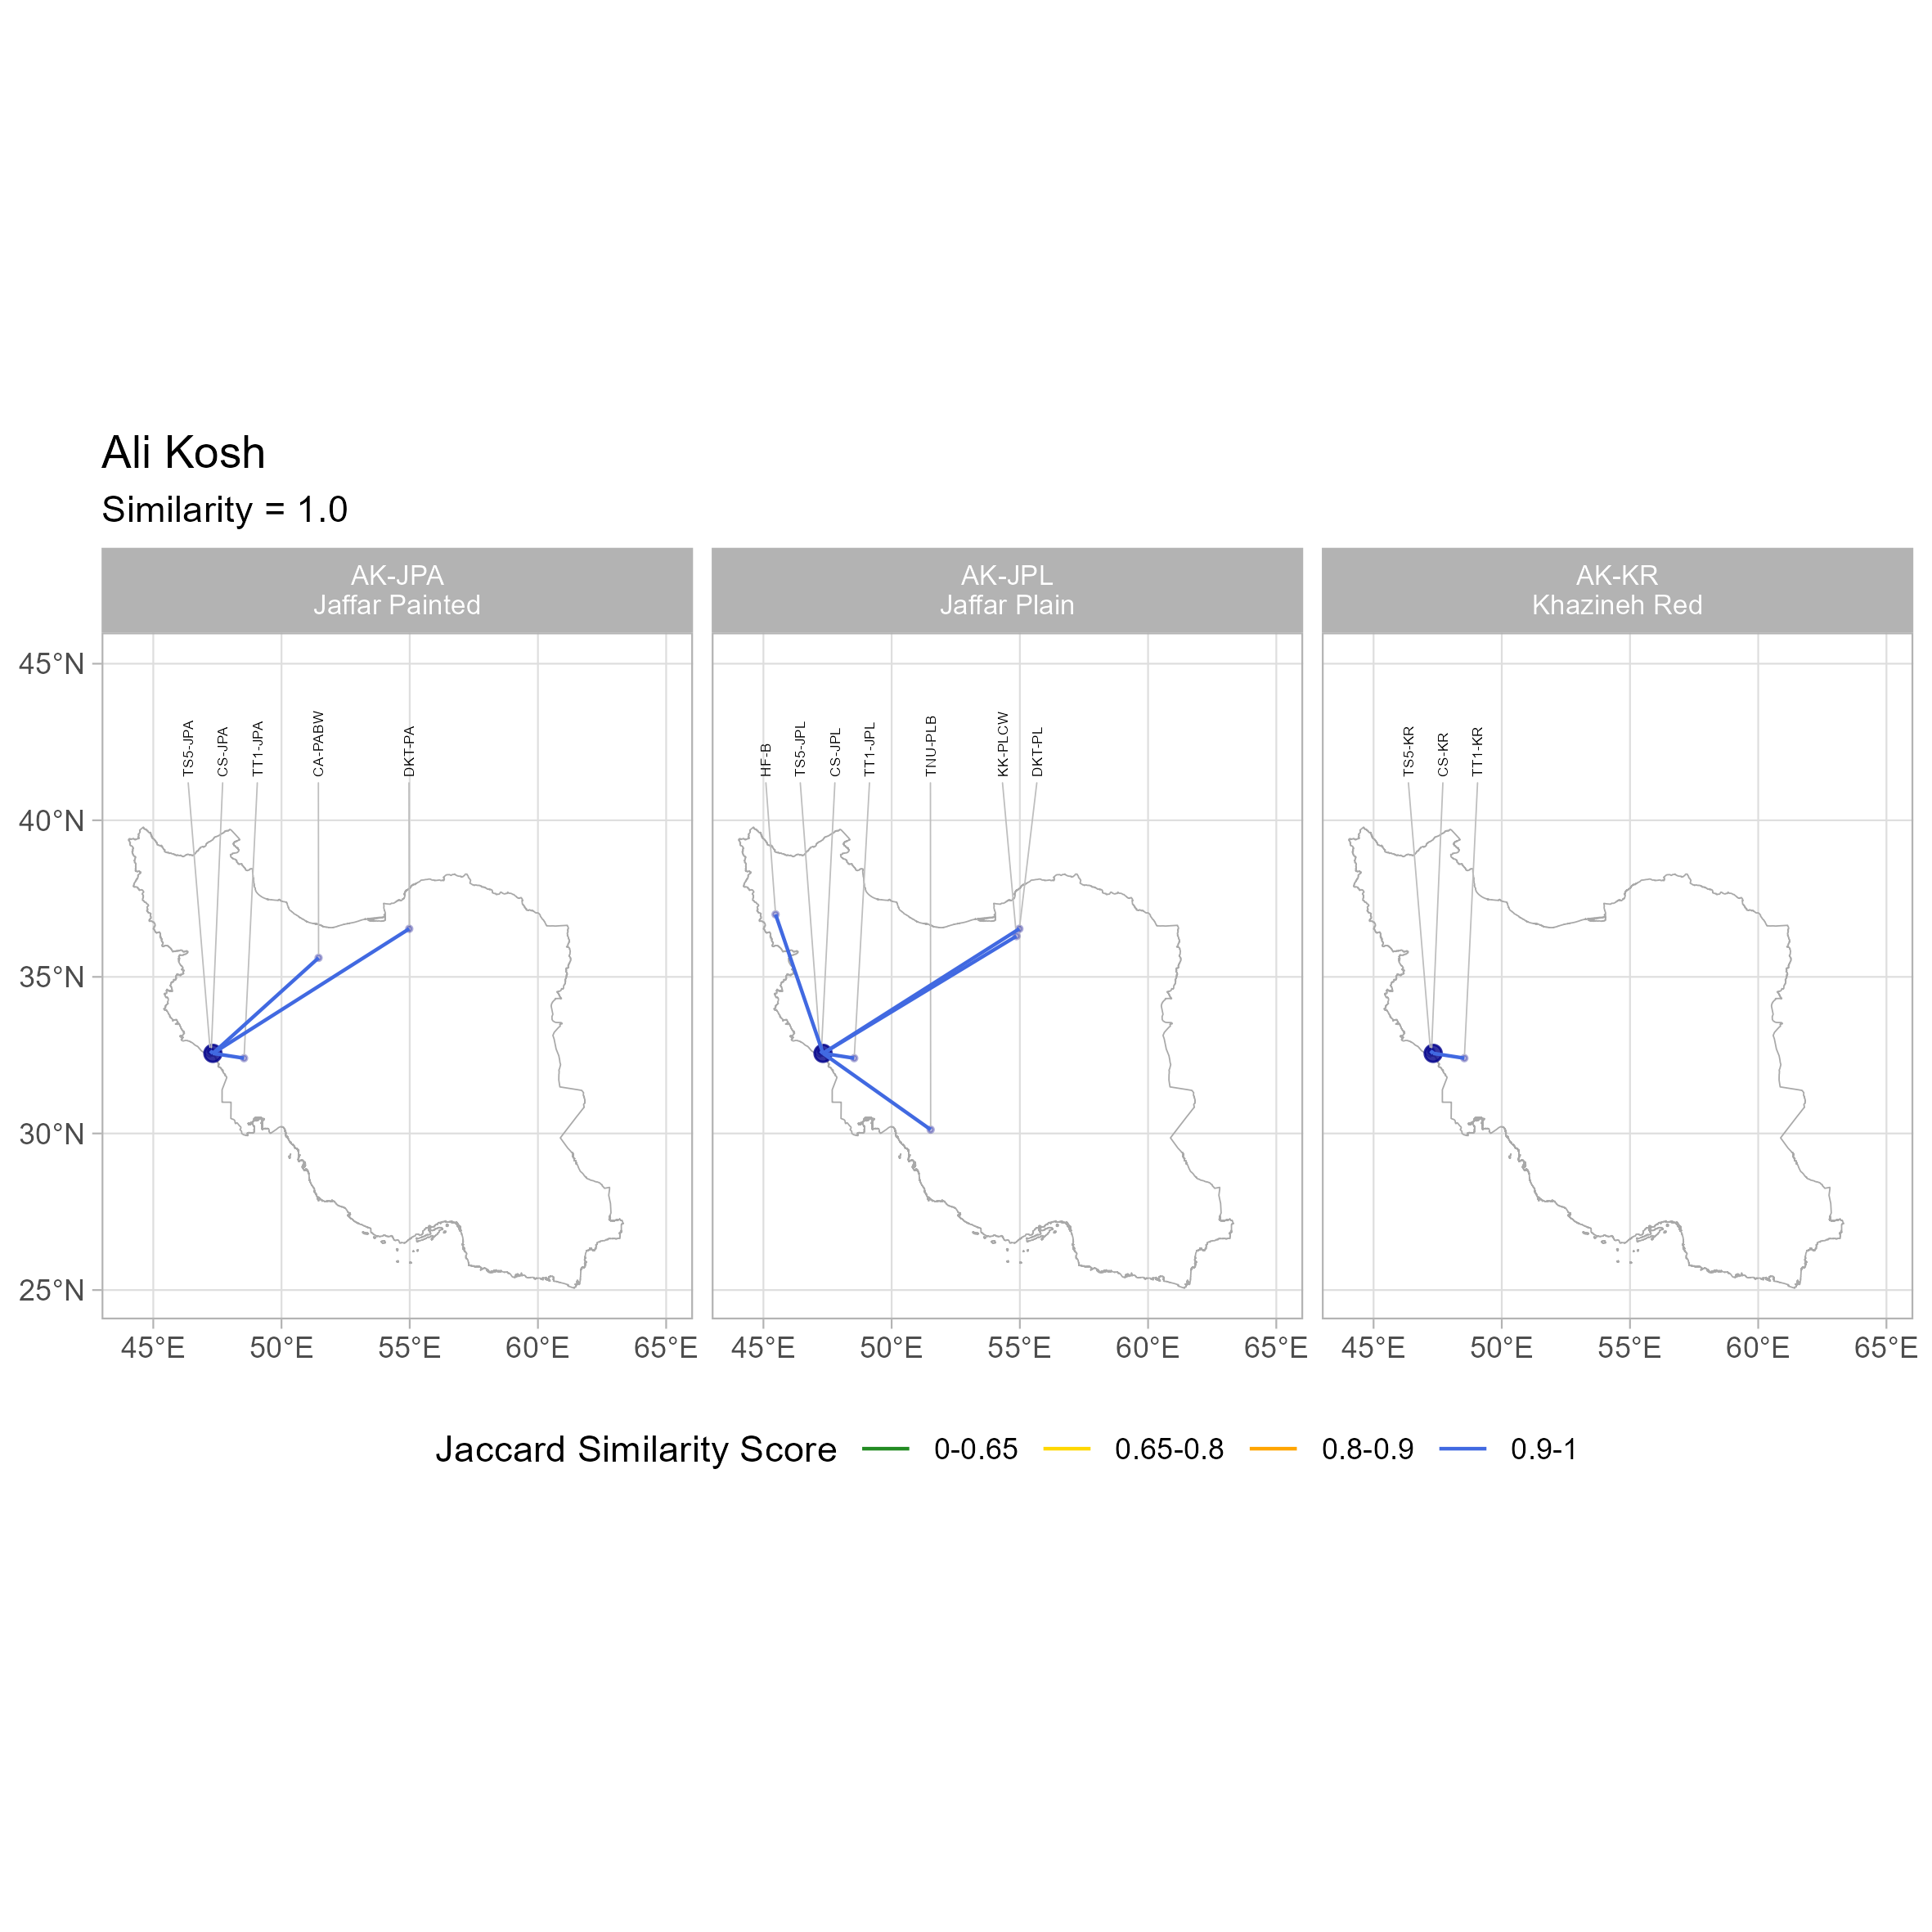 Ali Kosh
Similarity = 1.0
AK-JPA
Jaffar Painted
AK-JPL
Jaffar Plain
AK-KR
Khazineh Red
45°N
40°N
35°N
30°N
25°N
TS5-JPA
CS-JPA
TT1-JPA
CA-PABW
DKT-PA
HF-B
TS5-JPL
CS-JPL
TT1-JPL
TNU-PLB
KK-PLCW
DKT-PL
TS5-KR
CS-KR
TT1-KR
45°E 50°E 55°E 60°E 65°E
45°E 50°E 55°E 60°E 65°E
45°E 50°E 55°E 60°E 65°E
Jaccard Similarity Score 0-0.65 0.65-0.8 0.8-0.9 0.9-1